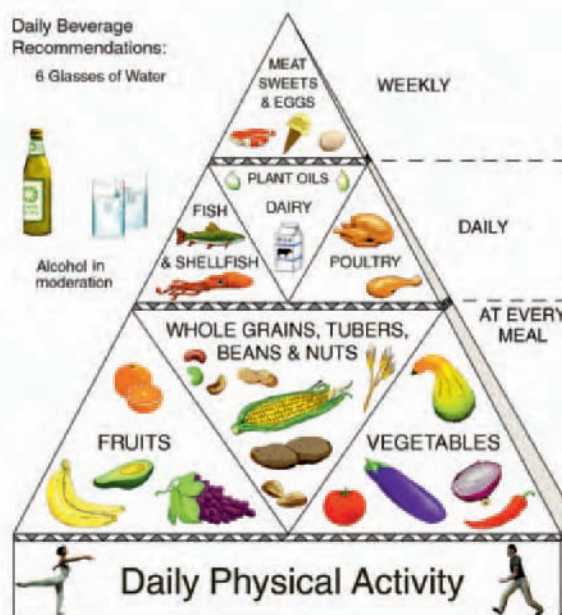 Daily Beverage
Recommendations:
6 Glasses of Water
Alcohol in
moderation
MEAT
SWEETS
& EGGS
WEEKLY
PLANT OILS
FISH
& SHELLFISH
DAIRY
POULTRY
DAILY
AT EVERY
MEAL
WHOLE GRAINS, TUBERS,
BEANS & NUTS
FRUITS
VEGETABLES
Daily Physical Activity